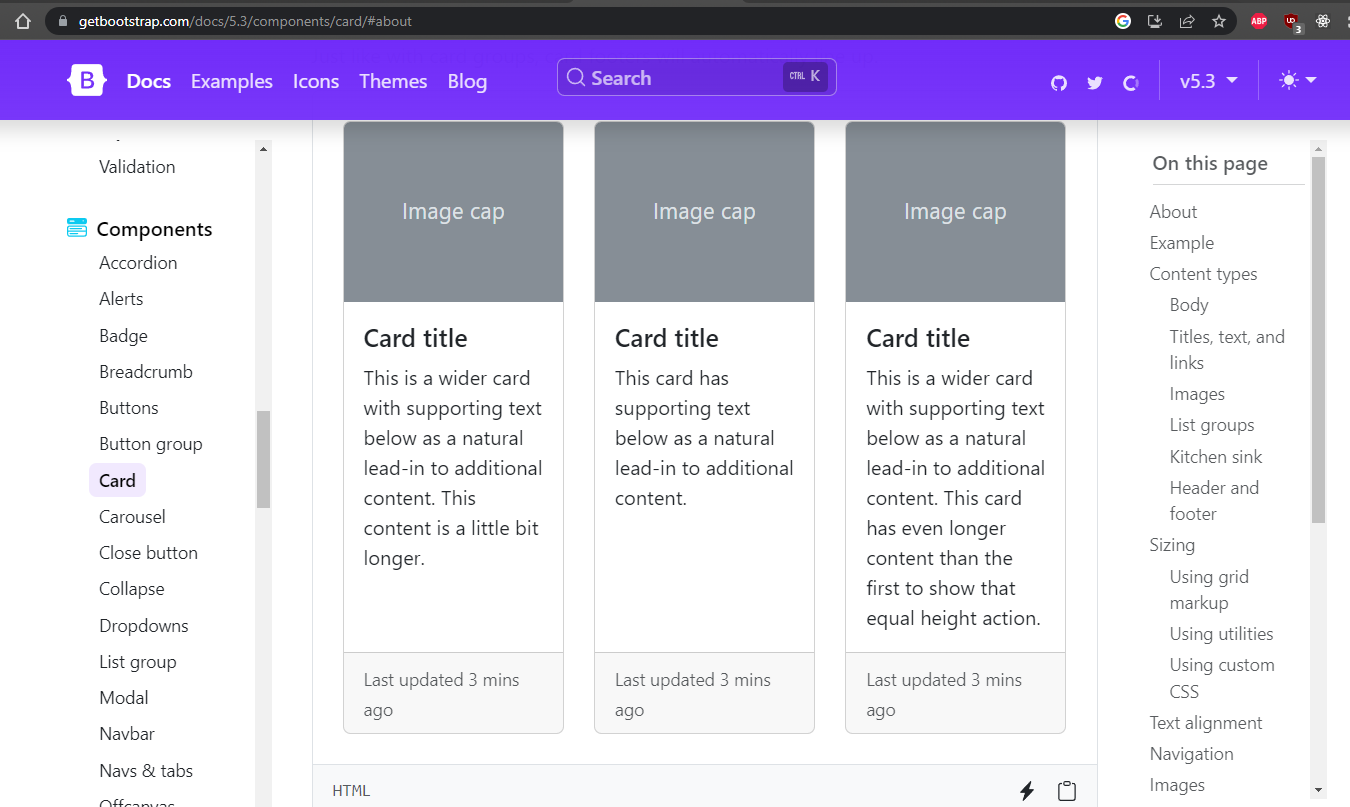 getbootstrap.com/docs/5.3/components/card/#about
ABP
UD
3
B
Docs
Examples
Icons
Themes
Blog
Search
CTRL K
v5.3
Validation
Components
Accordion
Alerts
Badge
Breadcrumb
Buttons
Button group
Card
Carousel
Close button
Collapse
Dropdowns
List group
Modal
Navbar
Navs & tabs
Offcanvas
Image cap
Card title
This is a wider card
with supporting text
below as a natural
lead-in to additional
content. This
content is a little bit
longer.
Last updated 3 mins
ago
Image cap
Card title
This card has
supporting text
below as a natural
lead-in to additional
content.
Last updated 3 mins
ago
Image cap
Card title
This is a wider card
with supporting text
below as a natural
lead-in to additional
content. This card
has even longer
content than the
first to show that
equal height action.
Last updated 3 mins
ago
HTML
On this page
About
Example
Content types
Body
Titles, text, and
links
Images
List groups
Kitchen sink
Header and
footer
Sizing
Using grid
markup
Using utilities
Using custom
CSS
Text alignment
Navigation
Images